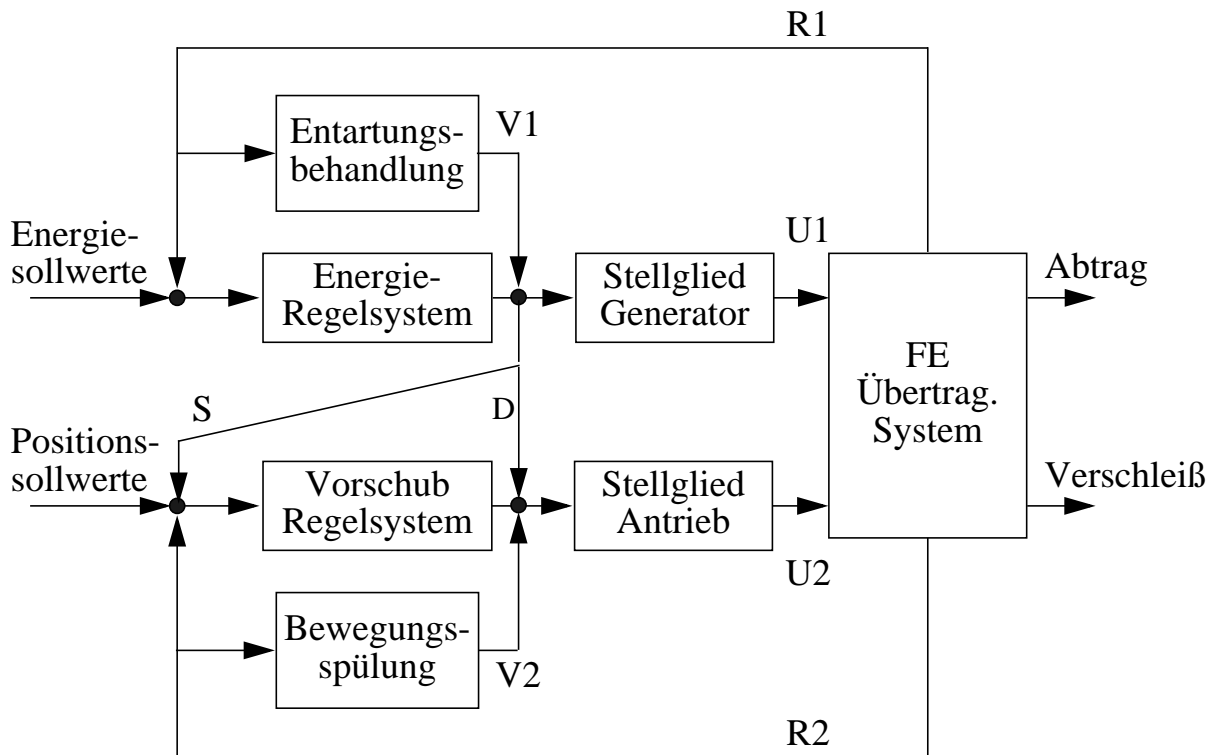 R1
Entartungs-
behandlung
V1
Energie-
sollwerte
Energie-
Regelsystem
Stellglied
Generator
U1
FE
Übertrag.
System
Abtrag
S
D
Positions-
sollwerte
Vorschub
Regelsystem
Stellglied
Antrieb
U2
Verschleiß
Bewegungs-
spülung
V2
R2